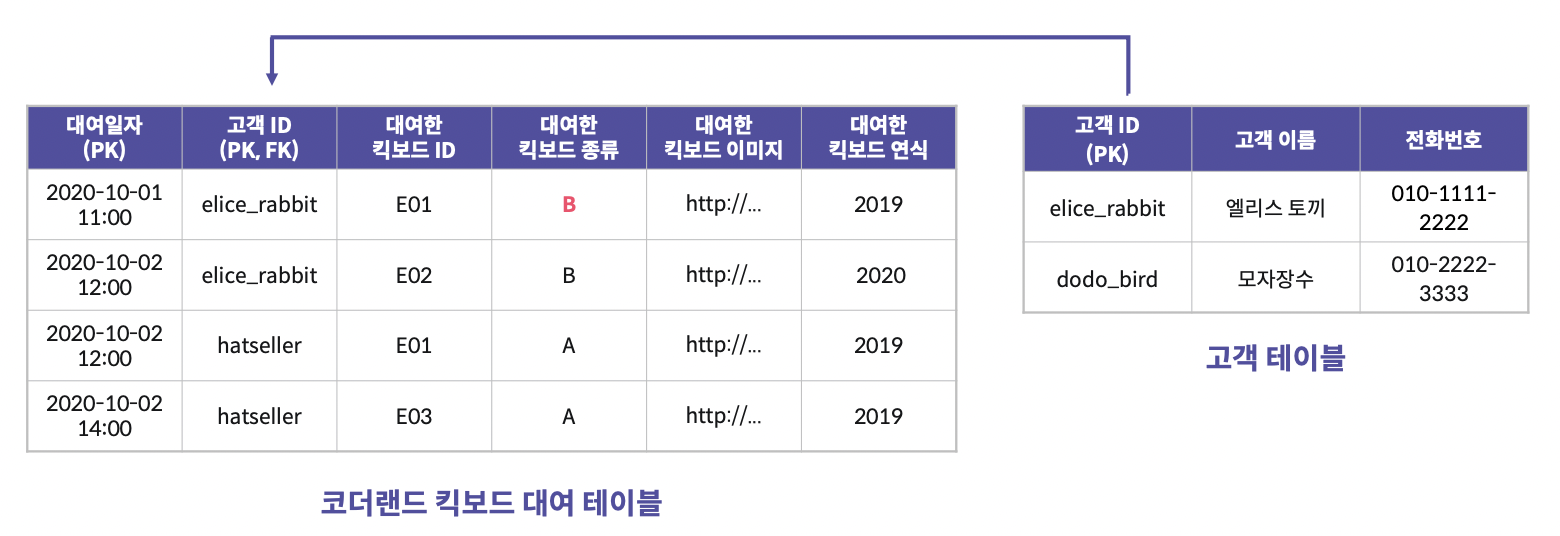 대여일자
(PK)
고객 ID
(PK, FK)
대여한
킥보드 ID
대여한
킥보드 종류
대여한
킥보드 이미지
대여한
킥보드 연식
2020-10-01
11:00
elice_rabbit
E01
B
http://...
2019
2020-10-02
12:00
elice_rabbit
E02
B
http://...
2020
2020-10-02
12:00
hatseller
E01
A
http://...
2019
2020-10-02
14:00
hatseller
E03
A
http://...
2019
코더랜드 킥보드 대여 테이블
고객 ID
(PK)
고객 이름
전화번호
elice_rabbit
엘리스 토끼
010-1111-
2222
dodo_bird
모자장수
010-2222-
3333
고객 테이블